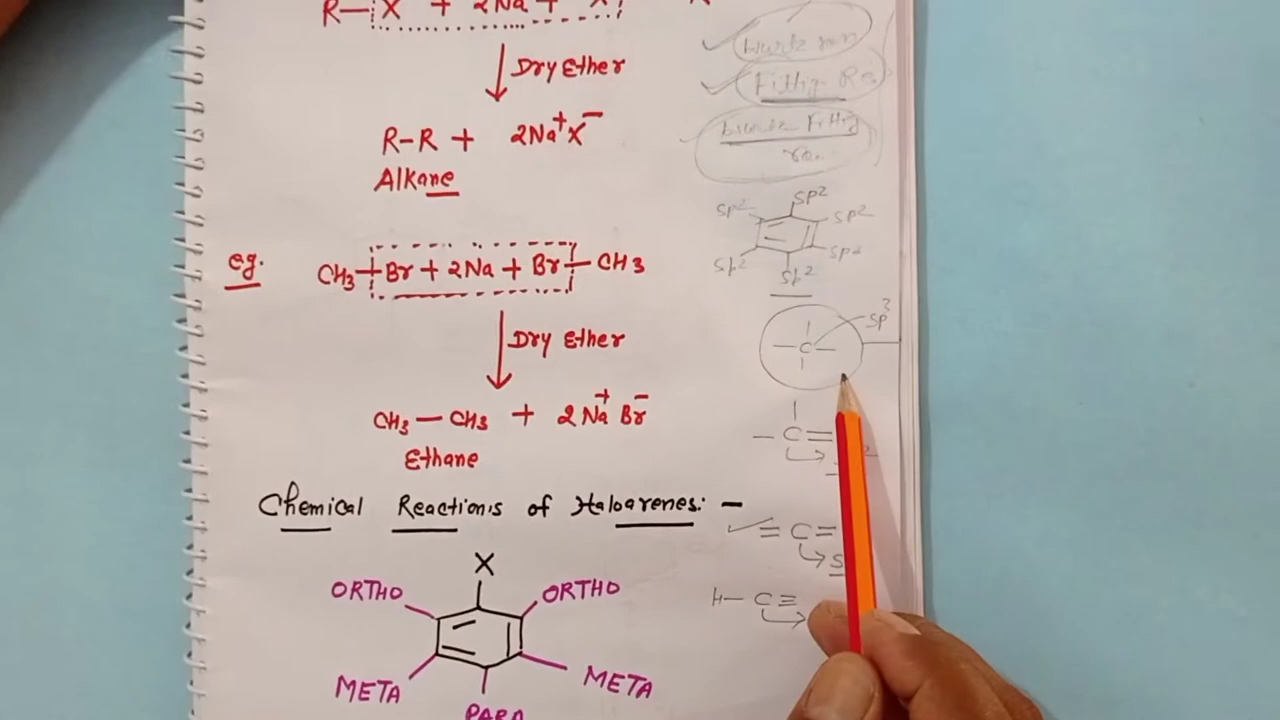 R—X + 2Na + X
Dry Ether
R-R + 2Na⁺X⁻
Alkane
eg. CH3—Br + 2Na + Br—CH3
Dry Ether
CH3 — CH3 + 2Na⁺Br⁻
Ethane
Chemical Reactions of Haloarenes: -
X
ORTHO ORTHO
META META
PARA
wurtz rxn
Fittig Re
wurtz Fittig
sp2
sp2 sp2
sp2 sp2
sp2
sp3
C
C=
=C=
S
H—C≡